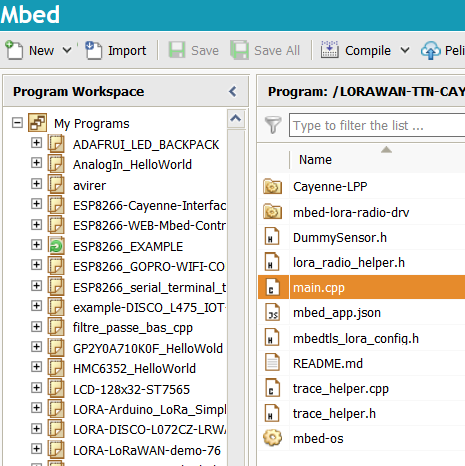 Mbed
New Import Save Save All Compile Peli
Program Workspace
My Programs
ADAFRUI_LED_BACKPACK
AnalogIn_HelloWorld
avirer
ESP8266-Cayenne-Interfac
ESP8266-WEB-Mbed-Contr
ESP8266_EXAMPLE
ESP8266_GOPRO-WIFI-CO
ESP8266_serial_terminal_t
example-DISCO_L475_IOT-
filtre_passe_bas_cpp
GP2Y0A710K0F_HelloWold
HMC6352_HelloWorld
LCD-128x32-ST7565
LORA-Arduino_LoRa_Simpl
LORA-DISCO-L072CZ-LRWA
LORA-LoRaWAN-demo-76
Program: /LORAWAN-TTN-CAY
Type to filter the list ...
Name
Cayenne-LPP
mbed-lora-radio-drv
DummySensor.h
lora_radio_helper.h
main.cpp
mbed_app.json
mbedtls_lora_config.h
README.md
trace_helper.cpp
trace_helper.h
mbed-os